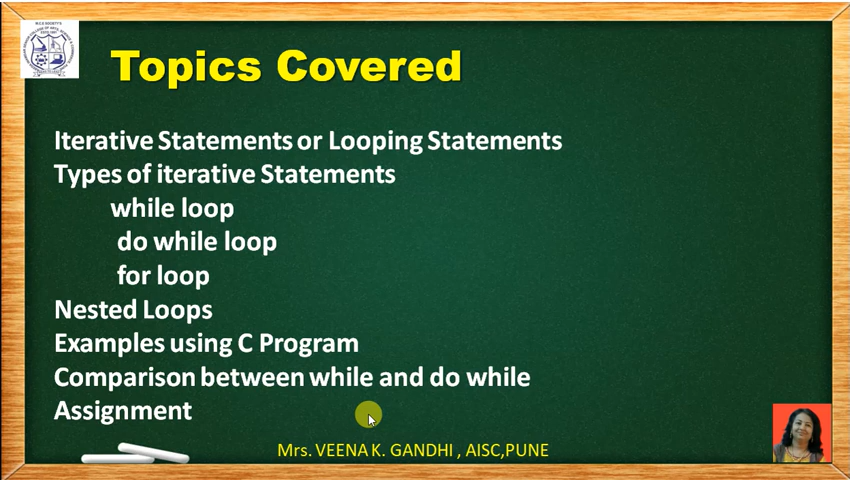 Topics Covered
Iterative Statements or Looping Statements
Types of iterative Statements
while loop
do while loop
for loop
Nested Loops
Examples using C Program
Comparison between while and do while
Assignment
Mrs. VEENA K. GANDHI , AISC,PUNE